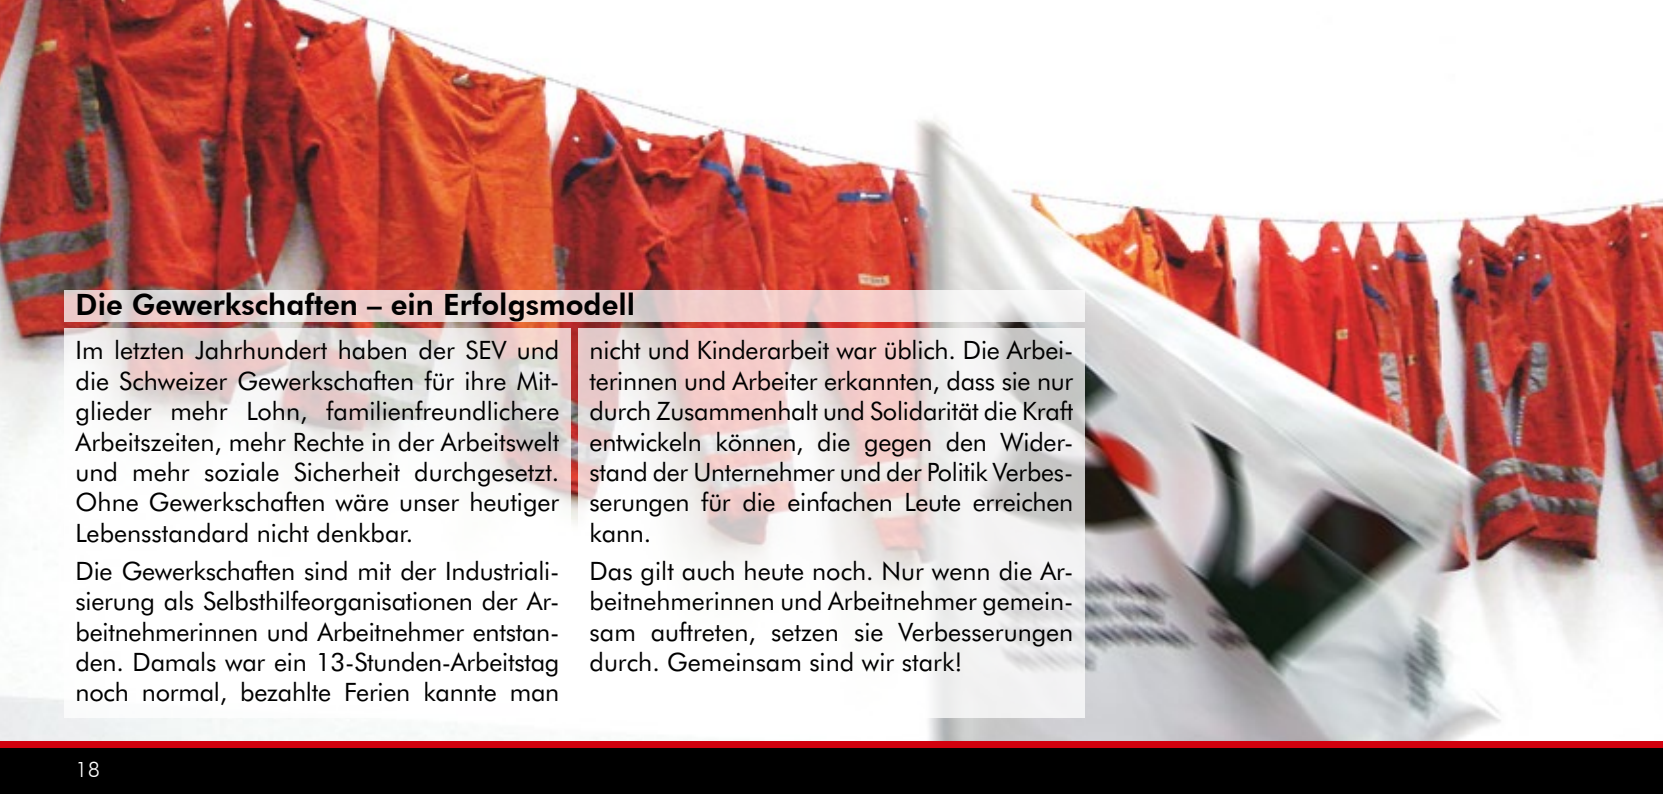 Die Gewerkschaften – ein Erfolgsmodell
Im letzten Jahrhundert haben der SEV und
die Schweizer Gewerkschaften für ihre Mit-
glieder mehr Lohn, familienfreundlichere
Arbeitszeiten, mehr Rechte in der Arbeitswelt
und mehr soziale Sicherheit durchgesetzt.
Ohne Gewerkschaften wäre unser heutiger
Lebensstandard nicht denkbar.
Die Gewerkschaften sind mit der Industriali-
sierung als Selbsthilfeorganisationen der Ar-
beitnehmerinnen und Arbeitnehmer entstan-
den. Damals war ein 13-Stunden-Arbeitstag
noch normal, bezahlte Ferien kannte man
nicht und Kinderarbeit war üblich. Die Arbei-
terinnen und Arbeiter erkannten, dass sie nur
durch Zusammenhalt und Solidarität die Kraft
entwickeln können, die gegen den Wider-
stand der Unternehmer und der Politik Verbes-
serungen für die einfachen Leute erreichen
kann.
Das gilt auch heute noch. Nur wenn die Ar-
beitnehmerinnen und Arbeitnehmer gemein-
sam auftreten, setzen sie Verbesserungen
durch. Gemeinsam sind wir stark!
18